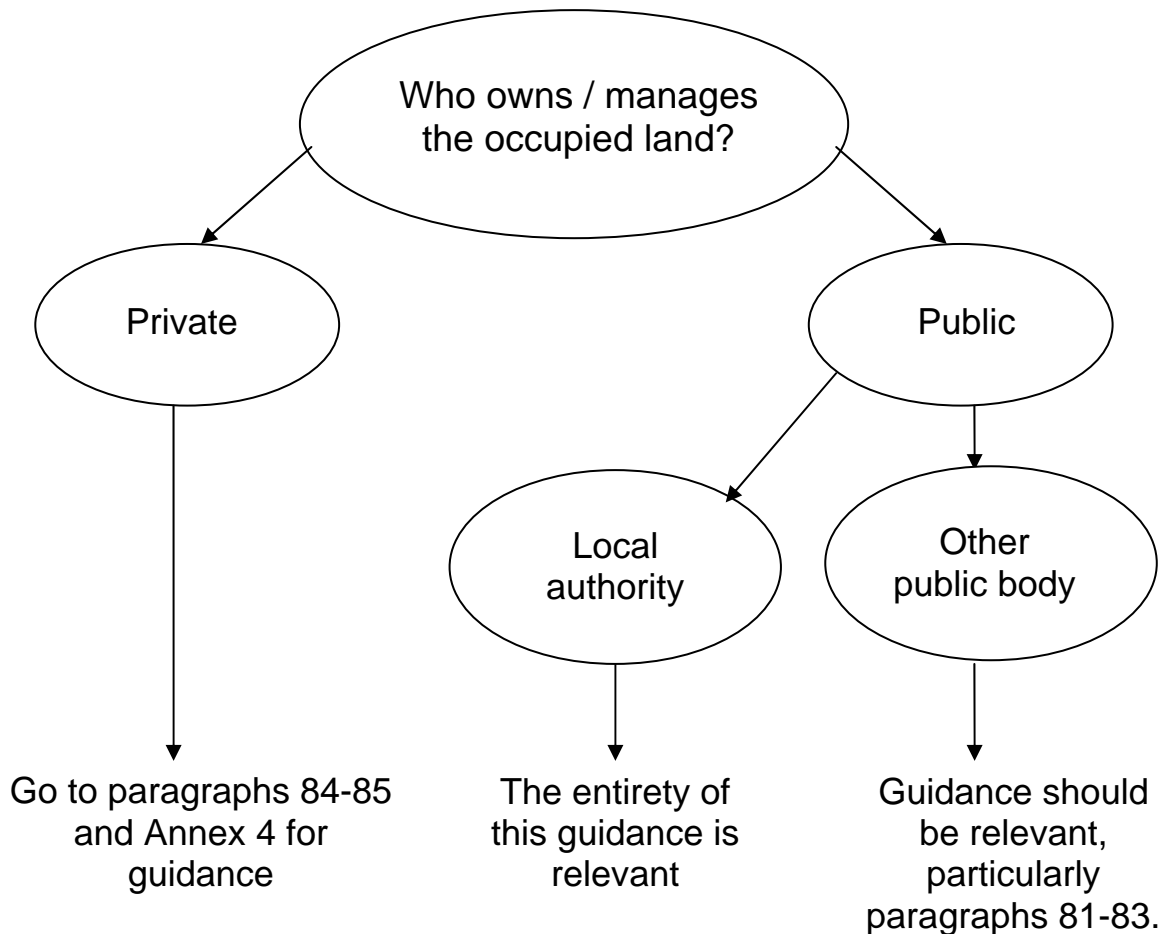 Who owns / manages
the occupied land?
Private
Public
Local
authority
Other
public body
Go to paragraphs 84-85
and Annex 4 for
guidance
The entirety of
this guidance is
relevant
Guidance should
be relevant,
particularly
paragraphs 81-83.